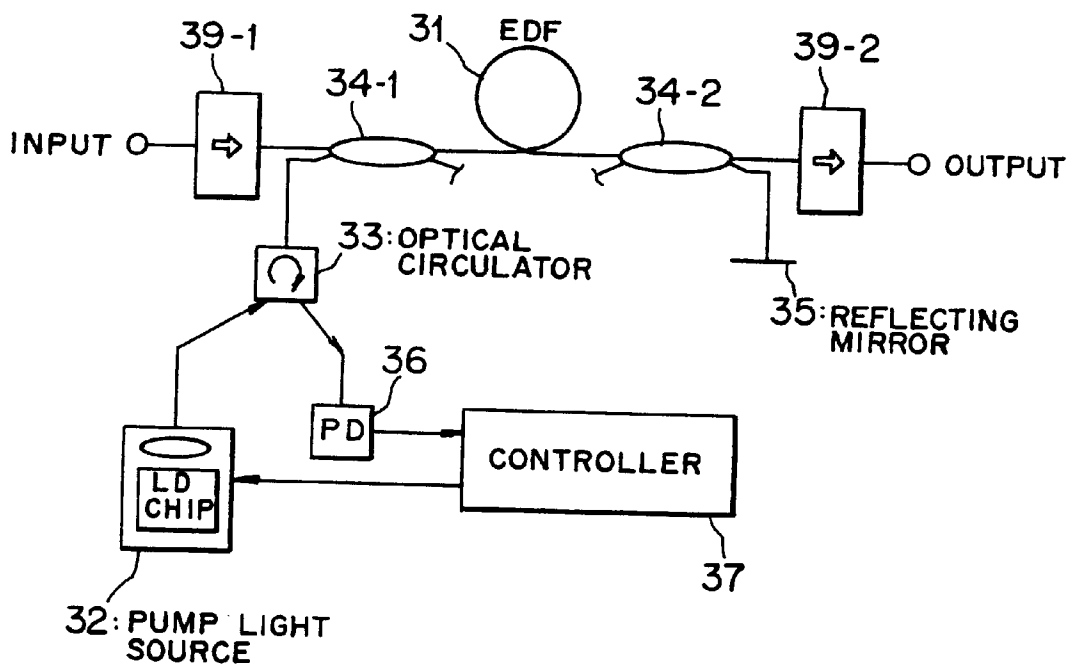 31
EDF
39-1
39-2
34-1
34-2
INPUT
OUTPUT
33:OPTICAL
CIRCULATOR
35:REFLECTING
MIRROR
36
PD
CONTROLLER
LD
CHIP
37
32:PUMP LIGHT
SOURCE